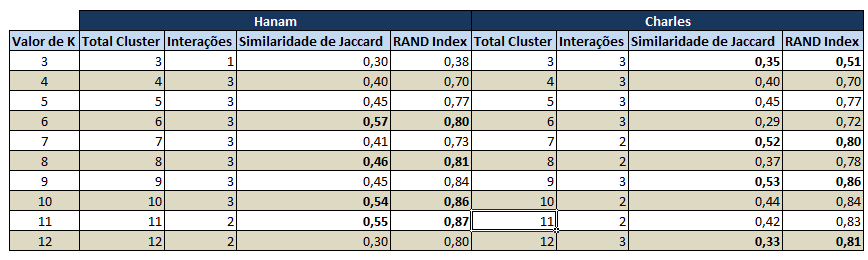 Hanam Charles
Valor de K Total Cluster Interações Similaridade de Jaccard RAND Index Total Cluster Interações Similaridade de Jaccard RAND Index
3 3 1 0,30 0,38 3 3 0,35 0,51
4 4 3 0,40 0,70 4 3 0,40 0,70
5 5 3 0,45 0,77 5 3 0,45 0,77
6 6 3 0,57 0,80 6 3 0,29 0,72
7 7 3 0,41 0,73 7 2 0,52 0,80
8 8 3 0,46 0,81 8 2 0,37 0,78
9 9 3 0,45 0,84 9 3 0,53 0,86
10 10 3 0,54 0,86 10 2 0,44 0,84
11 11 2 0,55 0,87 11 2 0,42 0,83
12 12 2 0,30 0,80 12 3 0,33 0,81